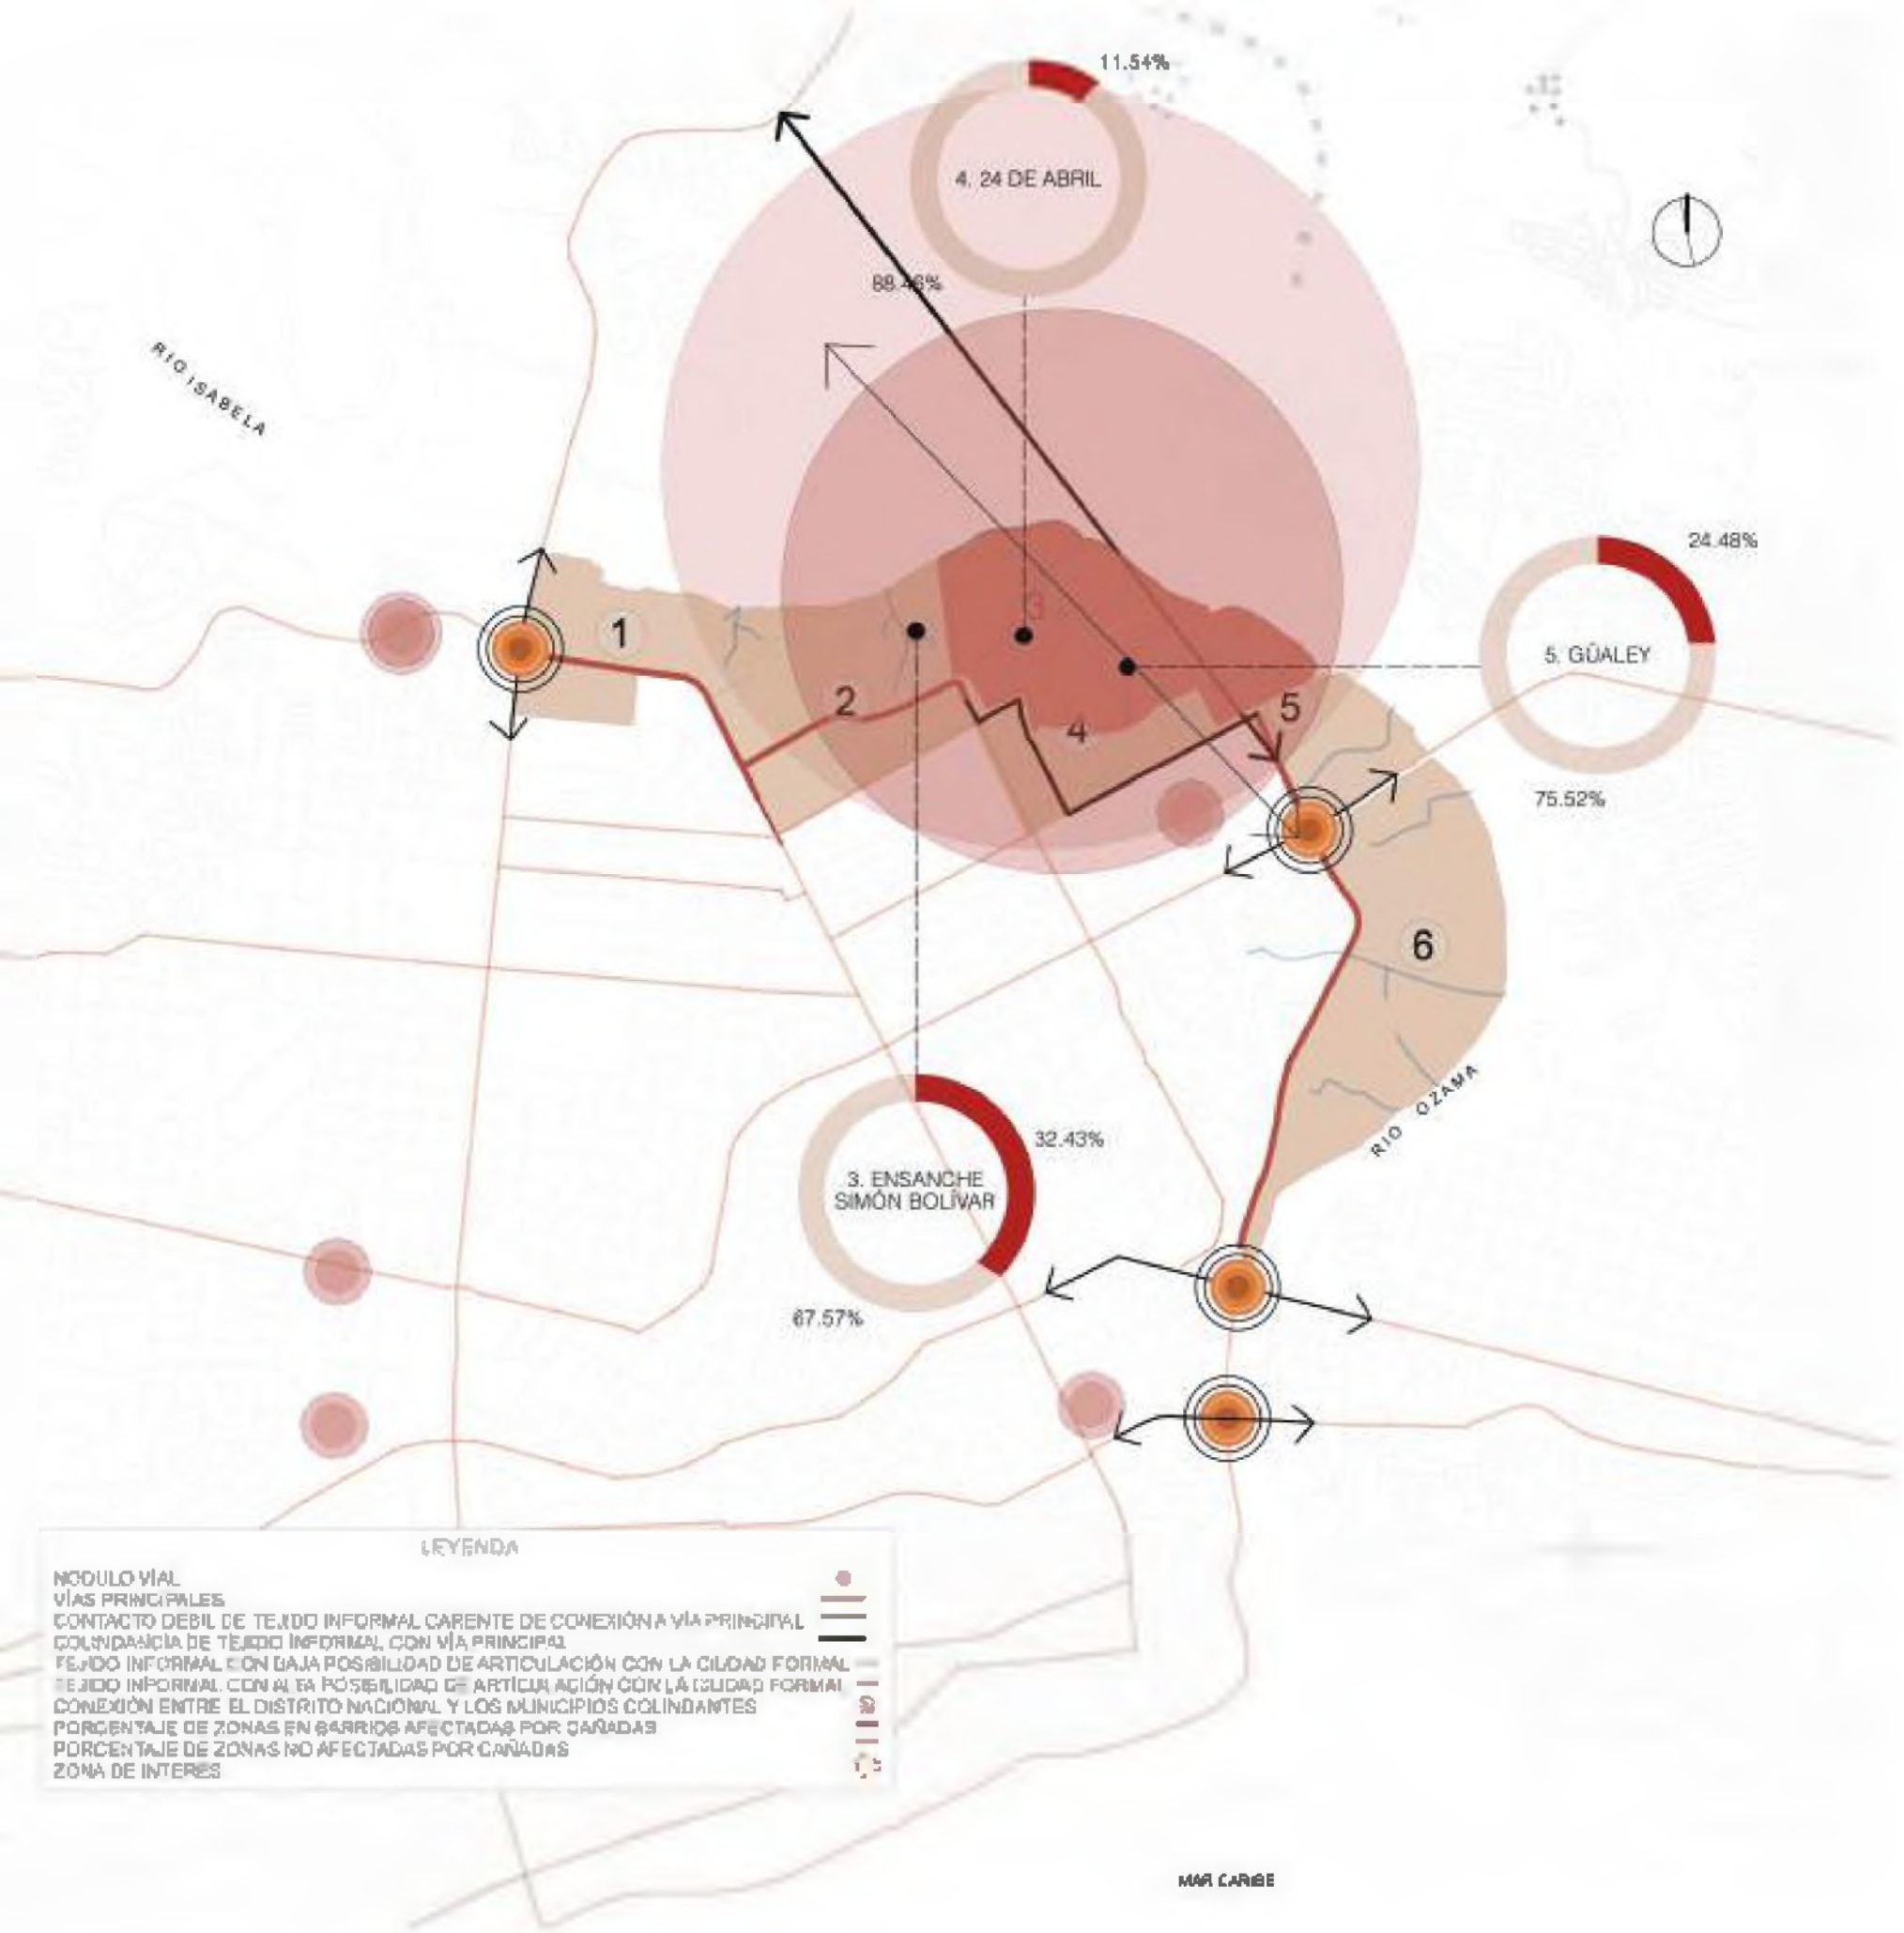 11.54%
4. 24 DE ABRIL
88.46%
RIO ISABELA
24.48%
5. GÜALEY
75.52%
1
2
3
4
5
6
RIO OZAMA
32.43%
3. ENSANCHE
SIMÓN BOLÍVAR
67.57%
LEYENDA
NODULO VÍAL
VÍAS PRINCIPALES
CONTACTO DEBIL DE TEJIDO INFORMAL CARENTE DE CONEXIÓN A VÍA PRINCIPAL
COLINDANCIA DE TEJIDO INFORMAL CON VÍA PRINCIPAL
TEJIDO INFORMAL CON BAJA POSIBILIDAD DE ARTICULACIÓN CON LA CIUDAD FORMAL
TEJIDO INFORMAL CON ALTA POSIBILIDAD DE ARTICULACIÓN CON LA CIUDAD FORMAL
CONEXIÓN ENTRE EL DISTRITO NACIONAL Y LOS MUNICIPIOS COLINDANTES
PORCENTAJE DE ZONAS EN BARRIOS AFECTADAS POR CAÑADAS
PORCENTAJE DE ZONAS NO AFECTADAS POR CAÑADAS
ZONA DE INTERES
MAR CARIBE